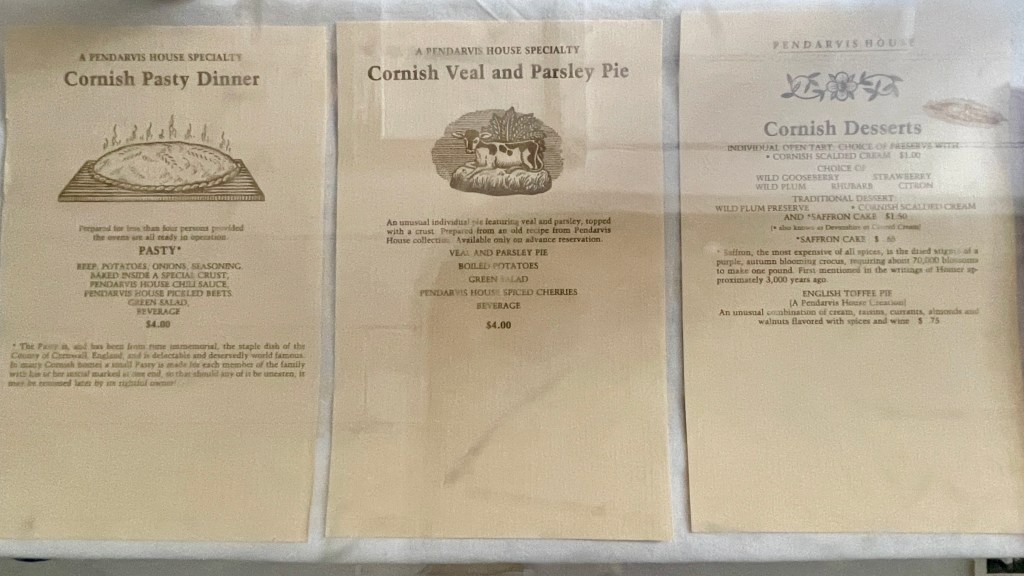 A PENDARVIS HOUSE SPECIALTY
Cornish Pasty Dinner
Prepared for less than four persons provided
the ovens are all ready in operation.
PASTY*
BEEF, POTATOES, ONIONS, SEASONING,
BAKED INSIDE A SPECIAL CRUST,
PENDARVIS HOUSE CHILI SAUCE,
PENDARVIS HOUSE PICKLED BEETS
GREEN SALAD,
BEVERAGE
$4.00
* The Pasty is, and has been from time immemorial, the staple dish of the
County of Cornwall, England, and is delectable and deservedly world famous.
In many Cornish homes a small Pasty is made for each member of the family
with his or her initial marked at one end, so that should any of it be uneaten, it
may be removed later by its rightful owner!
A PENDARVIS HOUSE SPECIALTY
Cornish Veal and Parsley Pie
An unusual individual pie featuring veal and parsley, topped
with a crust. Prepared from an old recipe from Pendarvis
House collection. Available only on advance reservation.
VEAL AND PARSLEY PIE
BOILED POTATOES
GREEN SALAD
PENDARVIS HOUSE SPICED CHERRIES
BEVERAGE
$4.00
PENDARVIS HOUSE
Cornish Desserts
INDIVIDUAL OPEN TART: CHOICE OF PRESERVE WITH
* CORNISH SCALDED CREAM $1.00
CHOICE OF
WILD GOOSEBERRY STRAWBERRY
WILD PLUM RHUBARB CITRON
TRADITIONAL DESSERT:
WILD PLUM PRESERVE * CORNISH SCALDED CREAM
AND *SAFFRON CAKE $1.50
[* also known as Devonshire or Clotted Cream]
*SAFFRON CAKE $
* Saffron, the most expensive of all spices, is the dried stigma of a
purple, autumn blooming crocus, requiring about 70,000 blossoms
to make one pound. First mentioned in the writings of Homer ap-
proximately 3,000 years ago.
ENGLISH TOFFEE PIE
[A Pendarvis House Creation]
An unusual combination of cream, raisins, currants, almonds and
walnuts flavored with spices and wine $ .75